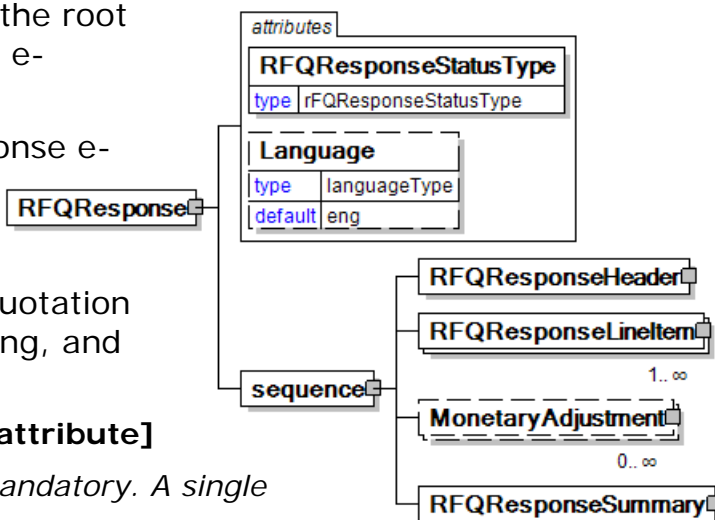 the root
e-
onse e-
uotation
ng, and
attribute]
andatory. A single
attributes
RFQResponseStatusType
type rFQResponseStatusType
Language
type languageType
default eng
RFQResponse
sequence
RFQResponseHeader
RFQResponseLineItem
1..∞
MonetaryAdjustment
0..∞
RFQResponseSummary